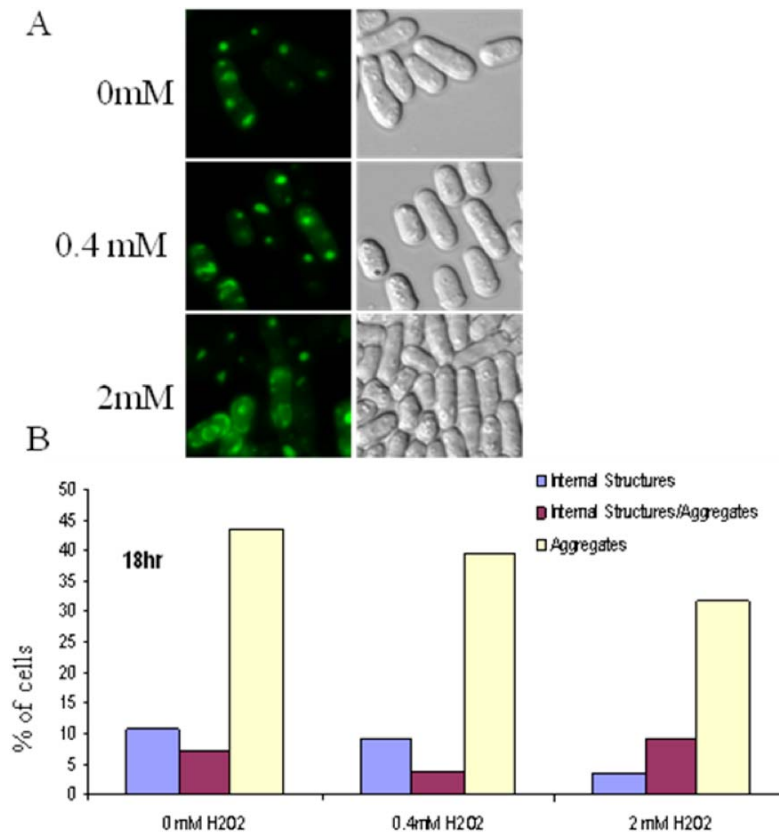 A
0mM
0.4 mM
2mM
B
50
45
40
35
30
25
20
15
10
5
0
% of cells
18hr
Internal Structures
Internal Structures/Aggregates
Aggregates
0 mM H2O2
0.4mM H2O2
2 mM H2O2